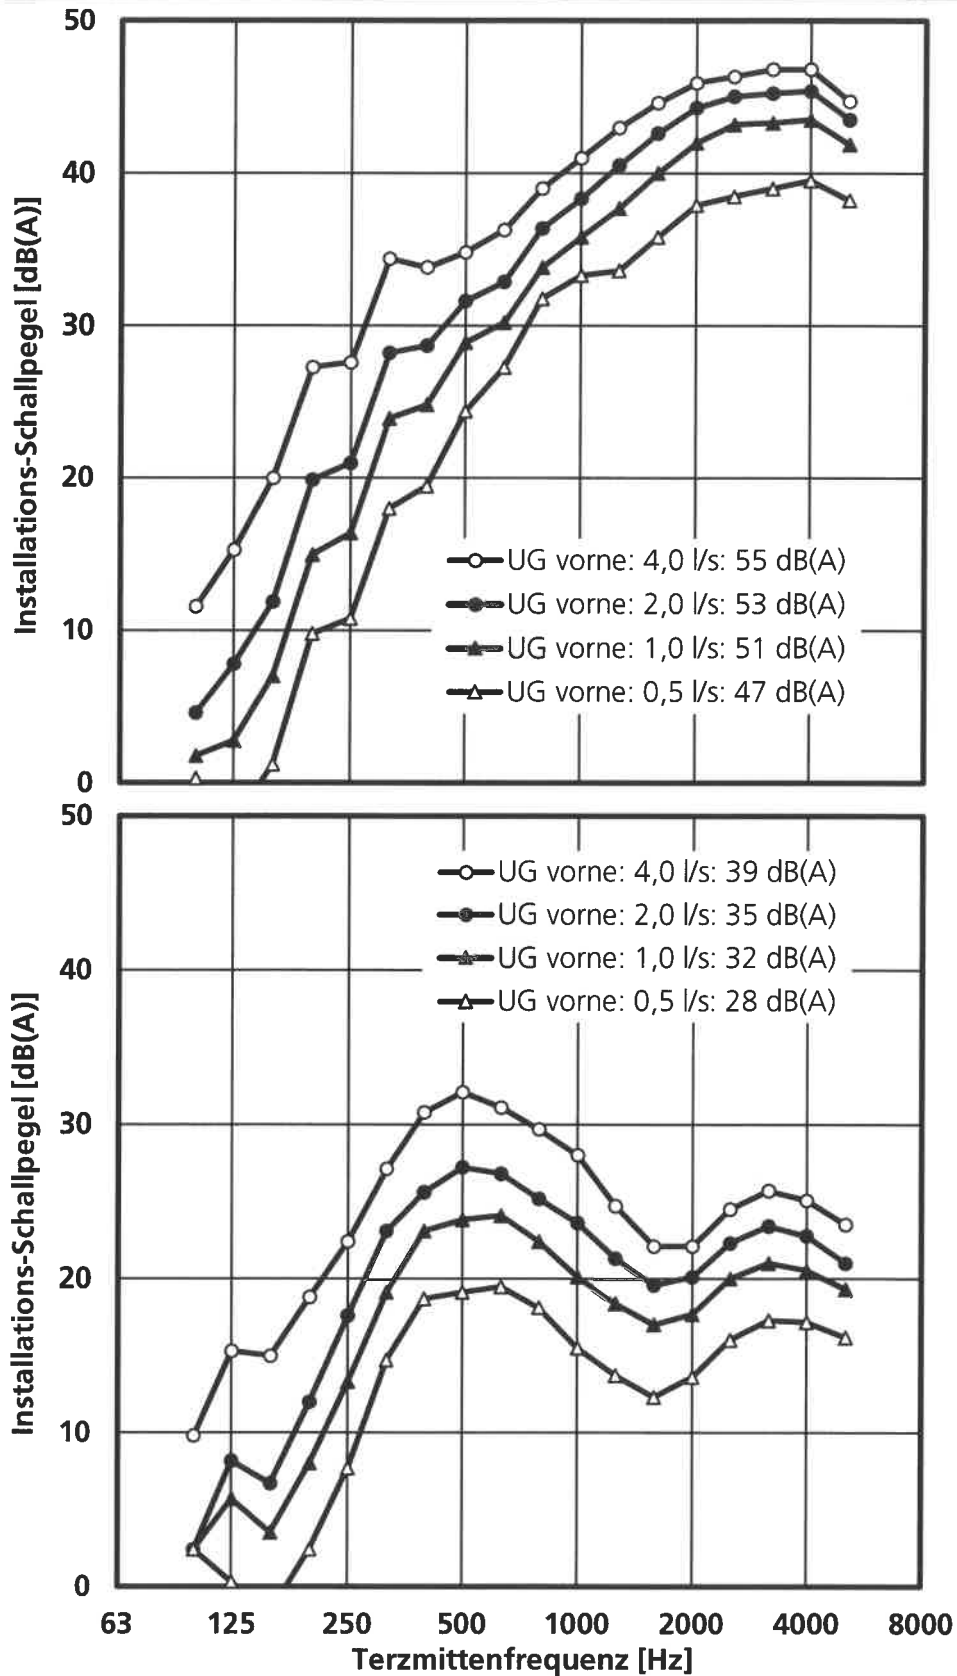 50
40
30
20
10
0
Installations-Schallpegel [dB(A)]
UG vorne: 4,0 l/s: 55 dB(A)
UG vorne: 2,0 l/s: 53 dB(A)
UG vorne: 1,0 l/s: 51 dB(A)
UG vorne: 0,5 l/s: 47 dB(A)
50
40
30
20
10
0
Installations-Schallpegel [dB(A)]
UG vorne: 4,0 l/s: 39 dB(A)
UG vorne: 2,0 l/s: 35 dB(A)
UG vorne: 1,0 l/s: 32 dB(A)
UG vorne: 0,5 l/s: 28 dB(A)
63 125 250 500 1000 2000 4000 8000
Terzmittenfrequenz [Hz]